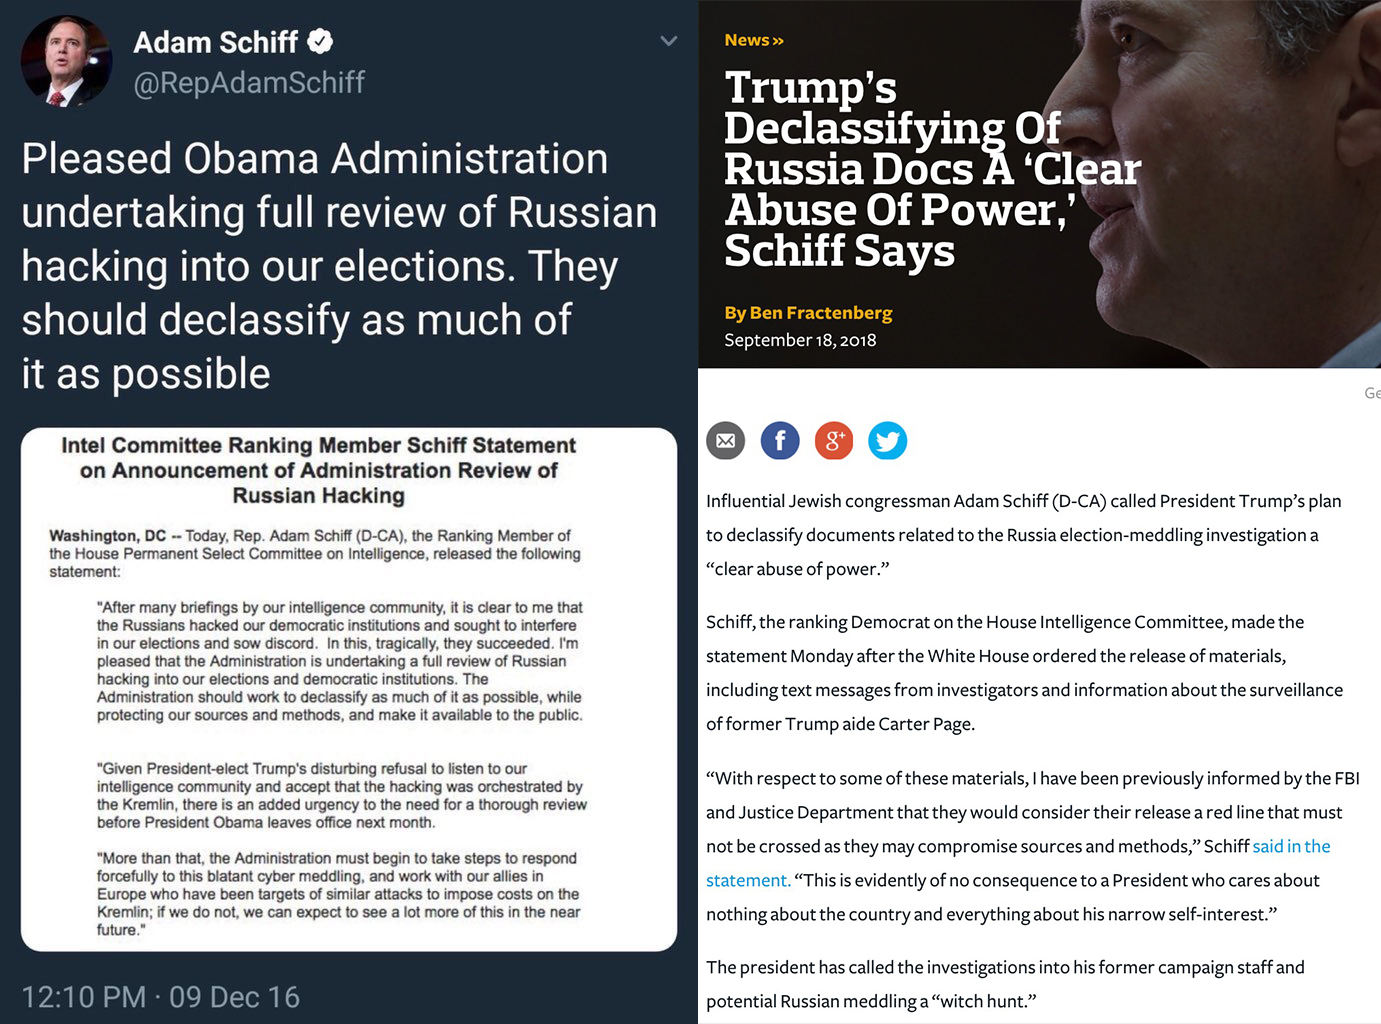 Adam Schiff
@RepAdamSchiff
Pleased Obama Administration
undertaking full review of Russian
hacking into our elections. They
should declassify as much of
it as possible
Intel Committee Ranking Member Schiff Statement
on Announcement of Administration Review of
Russian Hacking
Washington, DC -- Today, Rep. Adam Schiff (D-CA), the Ranking Member of
the House Permanent Select Committee on Intelligence, released the following
statement:
"After many briefings by our intelligence community, it is clear to me that
the Russians hacked our democratic institutions and sought to interfere
in our elections and sow discord. In this, tragically, they succeeded. I'm
pleased that the Administration is undertaking a full review of Russian
hacking into our elections and democratic institutions. The
Administration should work to declassify as much of it as possible, while
protecting our sources and methods, and make it available to the public.
"Given President-elect Trump's disturbing refusal to listen to our
intelligence community and accept that the hacking was orchestrated by
the Kremlin, there is an added urgency to the need for a thorough review
before President Obama leaves office next month.
"More than that, the Administration must begin to take steps to respond
forcefully to this blatant cyber meddling, and work with our allies in
Europe who have been targets of similar attacks to impose costs on the
Kremlin; if we do not, we can expect to see a lot more of this in the near
future."
12:10 PM · 09 Dec 16
News »
Trump's
Declassifying Of
Russia Docs A 'Clear
Abuse Of Power,'
Schiff Says
By Ben Fractenberg
September 18, 2018
Ge
f
g+
Influential Jewish congressman Adam Schiff (D-CA) called President Trump's plan
to declassify documents related to the Russia election-meddling investigation a
“clear abuse of power.”
Schiff, the ranking Democrat on the House Intelligence Committee, made the
statement Monday after the White House ordered the release of materials,
including text messages from investigators and information about the surveillance
of former Trump aide Carter Page.
“With respect to some of these materials, I have been previously informed by the FBI
and Justice Department that they would consider their release a red line that must
not be crossed as they may compromise sources and methods,” Schiff said in the
statement. “This is evidently of no consequence to a President who cares about
nothing about the country and everything about his narrow self-interest.”
The president has called the investigations into his former campaign staff and
potential Russian meddling a “witch hunt.”